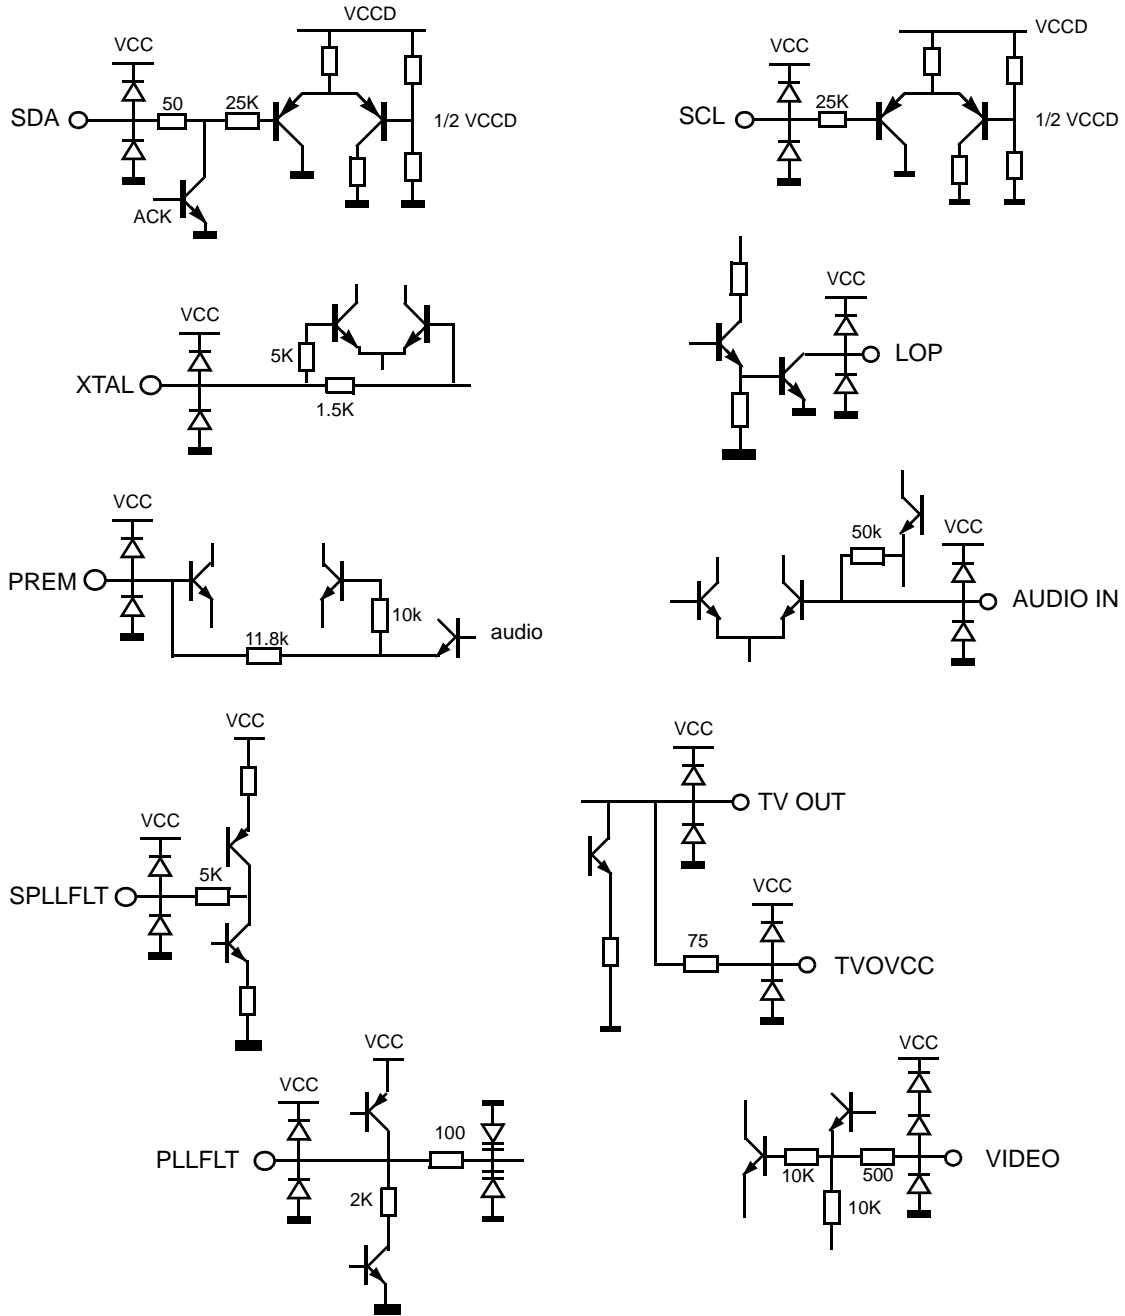 VCCD
VCC
SDA
50
25K
1/2 VCCD
ACK
VCCD
VCC
SCL
25K
1/2 VCCD
VCC
XTAL
5K
1.5K
VCC
LOP
VCC
PREM
11.8k
10k
audio
50k
VCC
AUDIO IN
VCC
VCC
SPLLFLT
5K
VCC
TV OUT
VCC
75
TVOVCC
VCC
VCC
PLLFLT
100
2K
VCC
10K
500
VIDEO
10K